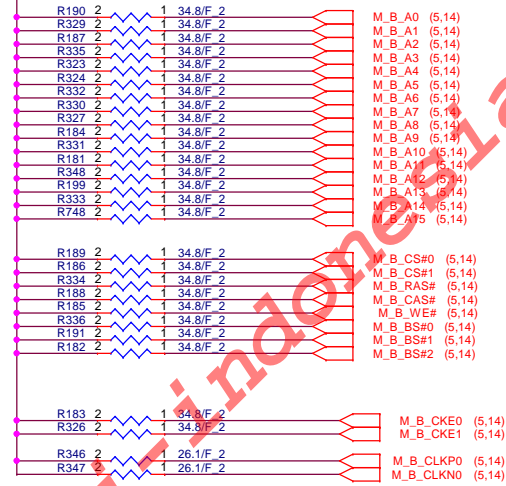 R190 2 1 34.8/F_2 M_B_A0 (5,14)
R329 2 1 34.8/F_2 M_B_A1 (5,14)
R187 2 1 34.8/F_2 M_B_A2 (5,14)
R335 2 1 34.8/F_2 M_B_A3 (5,14)
R323 2 1 34.8/F_2 M_B_A4 (5,14)
R324 2 1 34.8/F_2 M_B_A5 (5,14)
R332 2 1 34.8/F_2 M_B_A6 (5,14)
R330 2 1 34.8/F_2 M_B_A7 (5,14)
R327 2 1 34.8/F_2 M_B_A8 (5,14)
R184 2 1 34.8/F_2 M_B_A9 (5,14)
R331 2 1 34.8/F_2 M_B_A10 (5,14)
R181 2 1 34.8/F_2 M_B_A11 (5,14)
R348 2 1 34.8/F_2 M_B_A12 (5,14)
R199 2 1 34.8/F_2 M_B_A13 (5,14)
R333 2 1 34.8/F_2 M_B_A14 (5,14)
R748 2 1 34.8/F_2 M_B_A15 (5,14)
R189 2 1 34.8/F_2 M_B_CS#0 (5,14)
R186 2 1 34.8/F_2 M_B_CS#1 (5,14)
R334 2 1 34.8/F_2 M_B_RAS# (5,14)
R188 2 1 34.8/F_2 M_B_CAS# (5,14)
R185 2 1 34.8/F_2 M_B_WE# (5,14)
R336 2 1 34.8/F_2 M_B_BS#0 (5,14)
R191 2 1 34.8/F_2 M_B_BS#1 (5,14)
R182 2 1 34.8/F_2 M_B_BS#2 (5,14)
R183 2 1 34.8/F_2 M_B_CKE0 (5,14)
R326 2 1 34.8/F_2 M_B_CKE1 (5,14)
R346 2 1 26.1/F_2 M_B_CLKP0 (5,14)
R347 2 1 26.1/F_2 M_B_CLKN0 (5,14)
i-indonesia